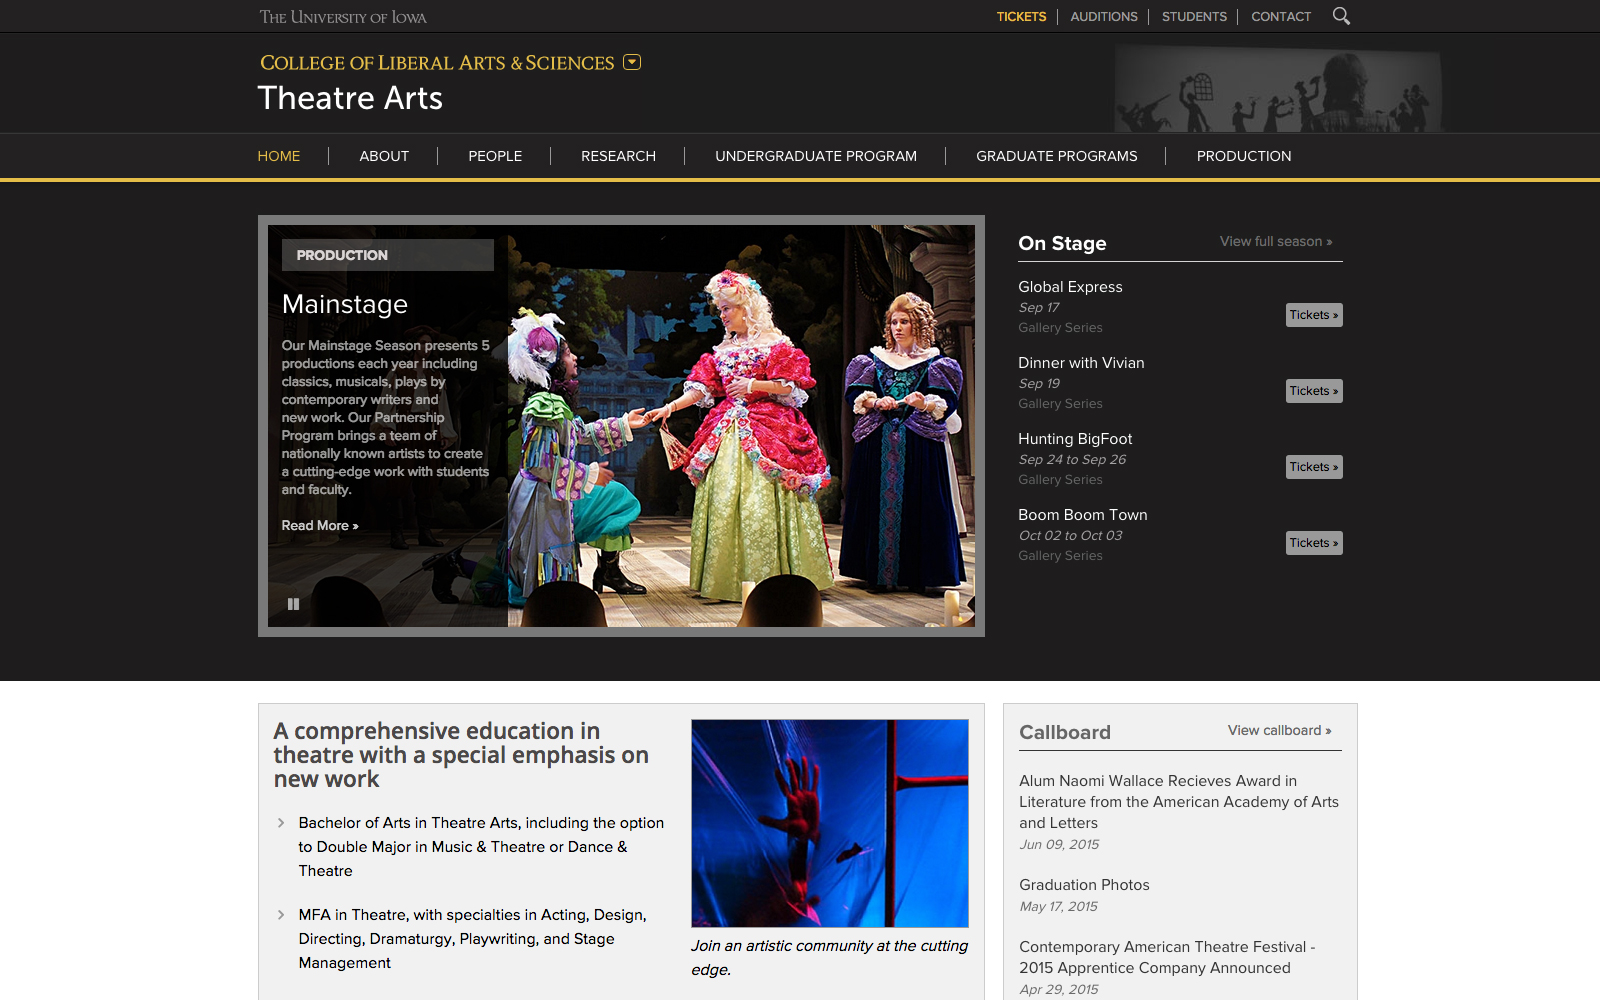 The University of Iowa
TICKETS
AUDITIONS
STUDENTS
CONTACT
College of Liberal Arts & Sciences
Theatre Arts
HOME
ABOUT
PEOPLE
RESEARCH
UNDERGRADUATE PROGRAM
GRADUATE PROGRAMS
PRODUCTION
PRODUCTION
Mainstage
Our Mainstage Season presents 5
productions each year including
classics, musicals, plays by
contemporary writers and
new work. Our Partnership
Program brings a team of
nationally known artists to create
a cutting-edge work with students
and faculty.
Read More »
On Stage
View full season »
Global Express
Sep 17
Gallery Series
Tickets »
Dinner with Vivian
Sep 19
Gallery Series
Tickets »
Hunting BigFoot
Sep 24 to Sep 26
Gallery Series
Tickets »
Boom Boom Town
Oct 02 to Oct 03
Gallery Series
Tickets »
A comprehensive education in
theatre with a special emphasis on
new work
Bachelor of Arts in Theatre Arts, including the option
to Double Major in Music & Theatre or Dance &
Theatre
MFA in Theatre, with specialties in Acting, Design,
Directing, Dramaturgy, Playwriting, and Stage
Management
Join an artistic community at the cutting
edge.
Callboard
View callboard »
Alum Naomi Wallace Recieves Award in
Literature from the American Academy of Arts
and Letters
Jun 09, 2015
Graduation Photos
May 17, 2015
Contemporary American Theatre Festival -
2015 Apprentice Company Announced
Apr 29, 2015